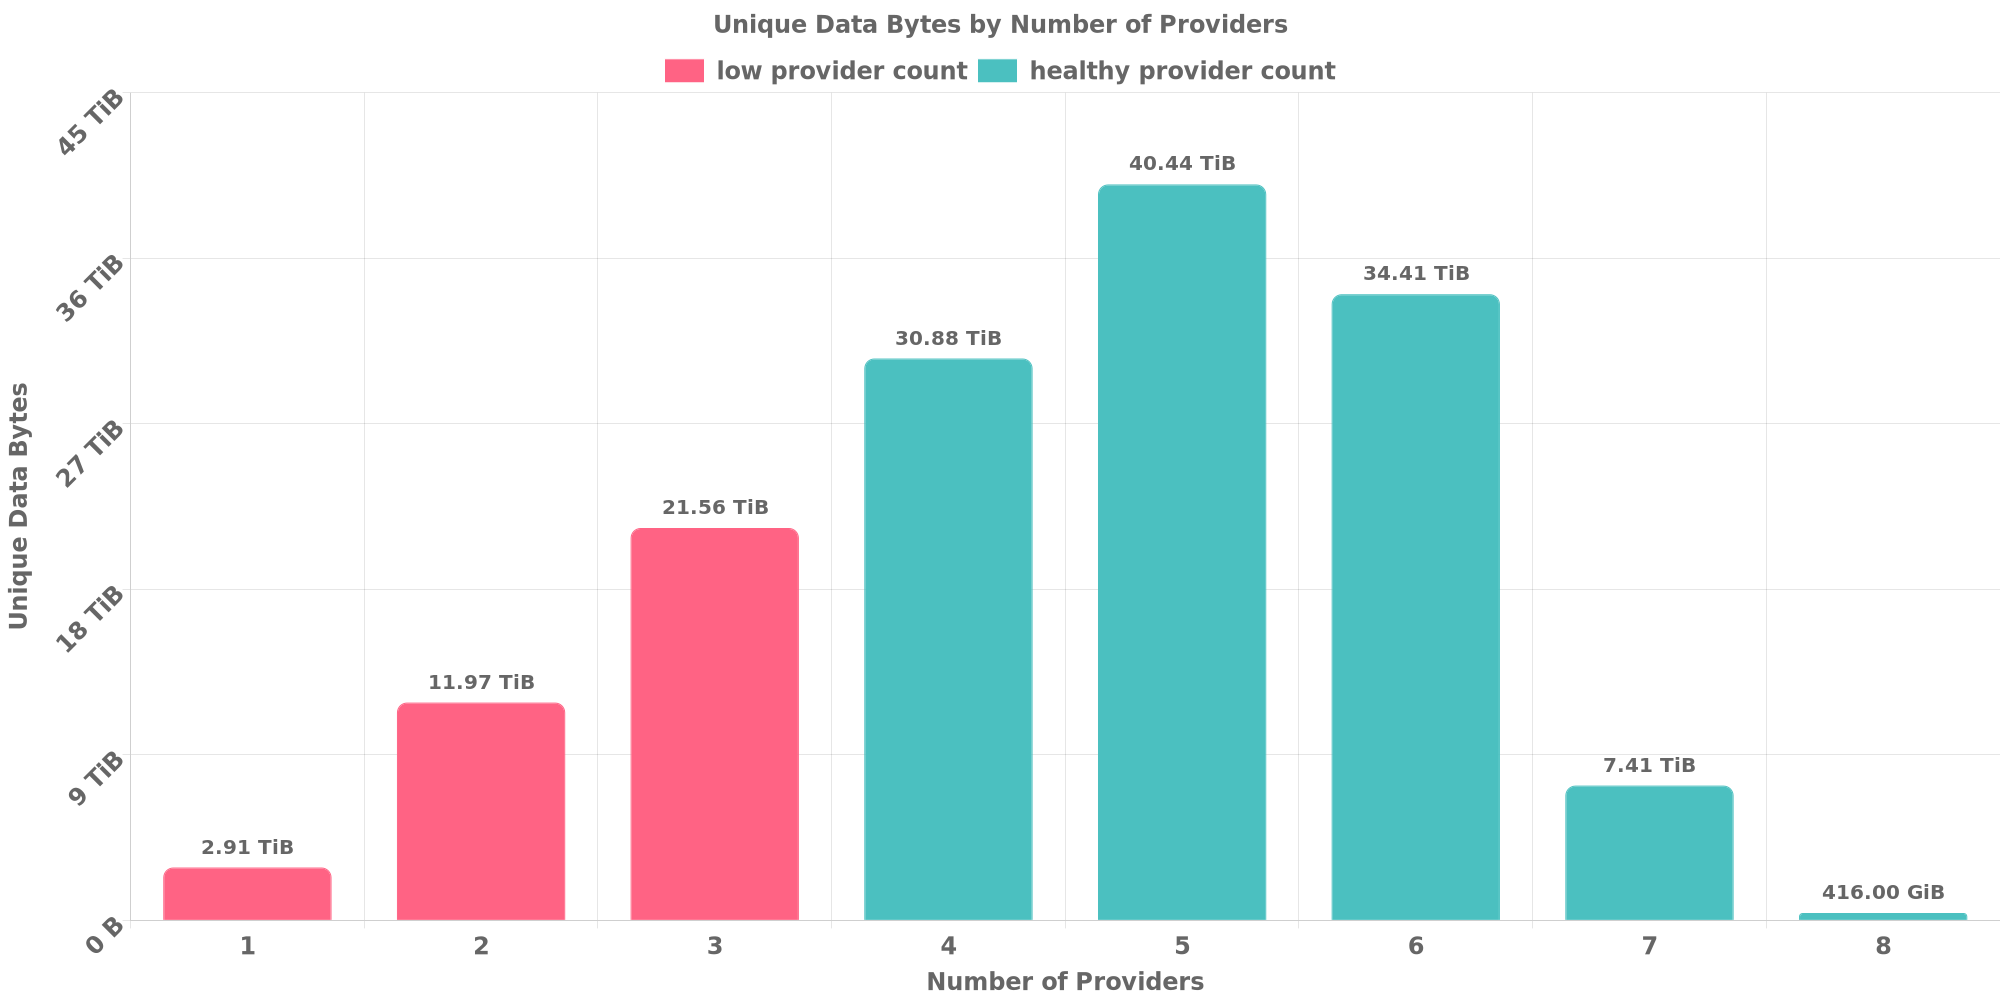 Unique Data Bytes by Number of Providers
low provider count healthy provider count
45 TiB
36 TiB
27 TiB
18 TiB
9 TiB
0 B
Unique Data Bytes
2.91 TiB
11.97 TiB
21.56 TiB
30.88 TiB
40.44 TiB
34.41 TiB
7.41 TiB
416.00 GiB
1 2 3 4 5 6 7 8
Number of Providers